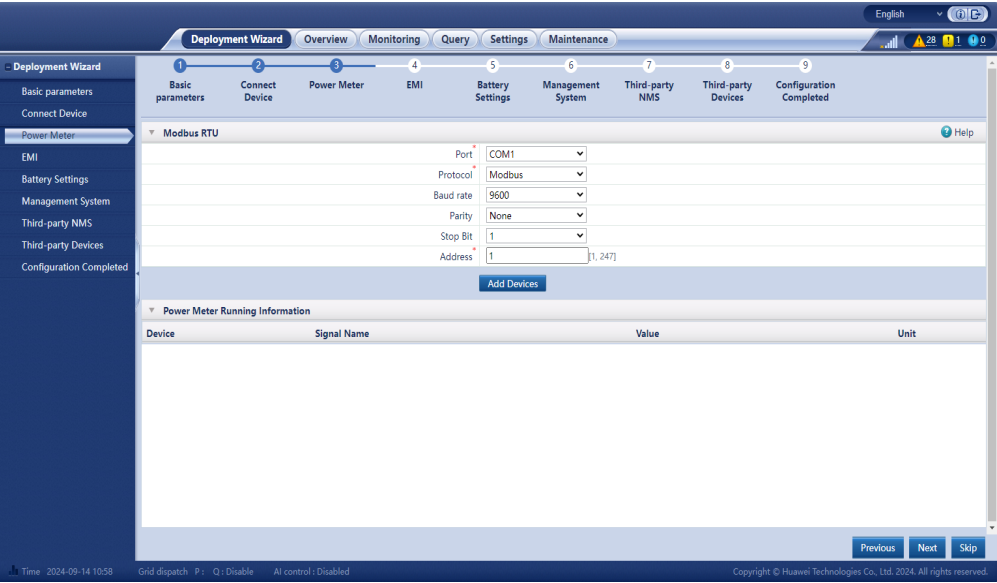 English
Deployment Wizard Overview Monitoring Query Settings Maintenance
28 1 0
Deployment Wizard
Basic parameters
Connect Device
Power Meter
EMI
Battery Settings
Management System
Third-party NMS
Third-party Devices
Configuration Completed
1 2 3 4 5 6 7 8 9
Basic parameters
Connect Device
Power Meter
EMI
Battery Settings
Management System
Third-party NMS
Third-party Devices
Configuration Completed
Modbus RTU
Help
Port * COM1
Protocol * Modbus
Baud rate 9600
Parity None
Stop Bit 1
Address * 1 [1, 247]
Add Devices
Power Meter Running Information
Device Signal Name Value Unit
Previous Next Skip
Time 2024-09-14 10:58 Grid dispatch P : Q : Disable AI control : Disabled Copyright © Huawei Technologies Co., Ltd. 2024. All rights reserved.